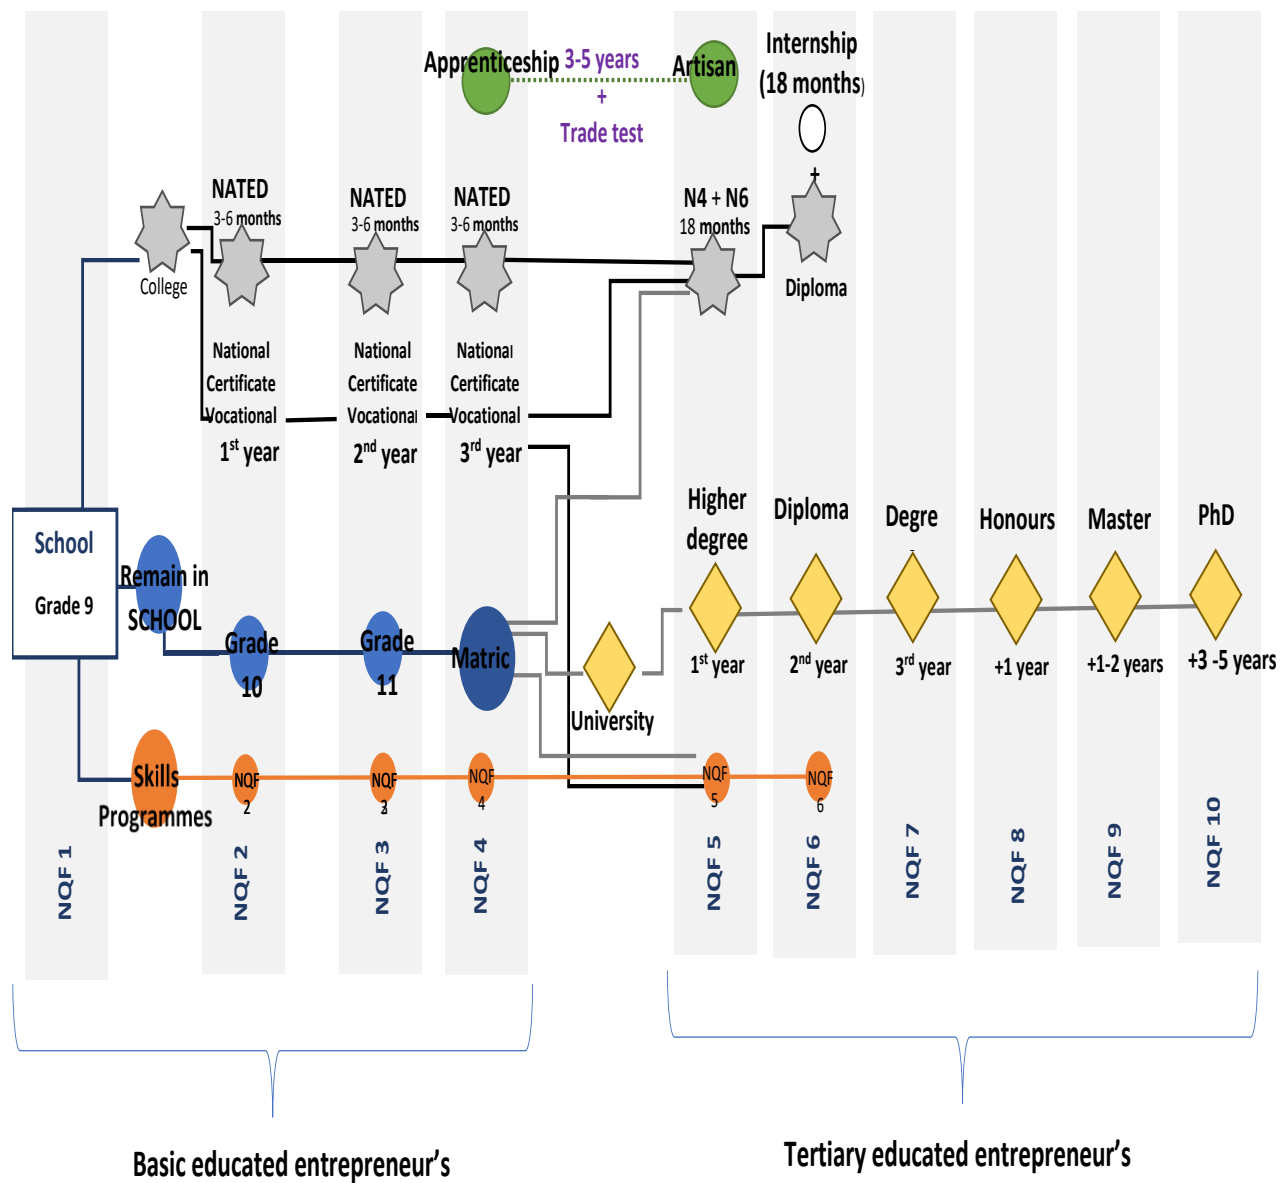 Apprenticeship
3-5 years
+
Trade test
Artisan
Internship
(18 months)
+
NATED
3-6 months
NATED
3-6 months
NATED
3-6 months
N4 + N6
18 months
College
Diploma
National
Certificate
Vocational
1st year
National
Certificate
Vocational
2nd year
National
Certificate
Vocational
3rd year
School
Grade 9
Remain in
SCHOOL
Grade
10
Grade
11
Matric
University
Higher
degree
1st year
Diploma
2nd year
Degre
3rd year
Honours
+1 year
Master
+1-2 years
PhD
+3 -5 years
Skills
Programmes
NQF
2
NQF
3
NQF
4
NQF
5
NQF
6
NQF 1
NQF 2
NQF 3
NQF 4
NQF 5
NQF 6
NQF 7
NQF 8
NQF 9
NQF 10
Basic educated entrepreneur’s
Tertiary educated entrepreneur’s